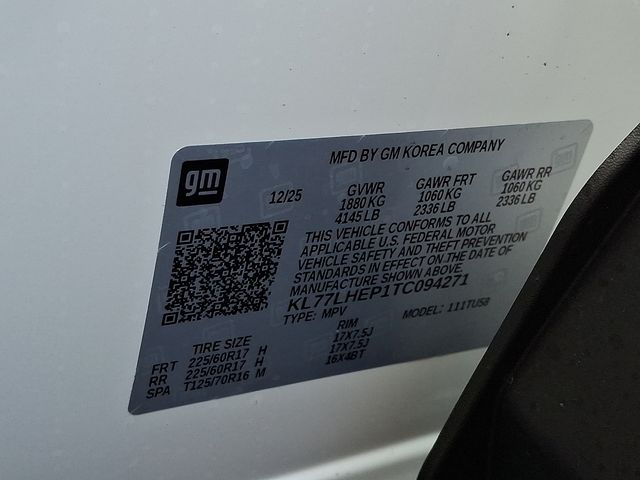 gm
MFD BY GM KOREA COMPANY
12/25
GVWR
1880 KG
4145 LB
GAWR FRT
1060 KG
2336 LB
GAWR RR
1060 KG
2336 LB
THIS VEHICLE CONFORMS TO ALL
APPLICABLE U.S. FEDERAL MOTOR
VEHICLE SAFETY AND THEFT PREVENTION
STANDARDS IN EFFECT ON THE DATE OF
MANUFACTURE SHOWN ABOVE.
KL77LHEP1TC094271
TYPE: MPV MODEL: 111TU58
TIRE SIZE RIM
FRT 225/60R17 H 17X7.5J
RR 225/60R17 H 17X7.5J
SPA T125/70R16 M 16X4BT